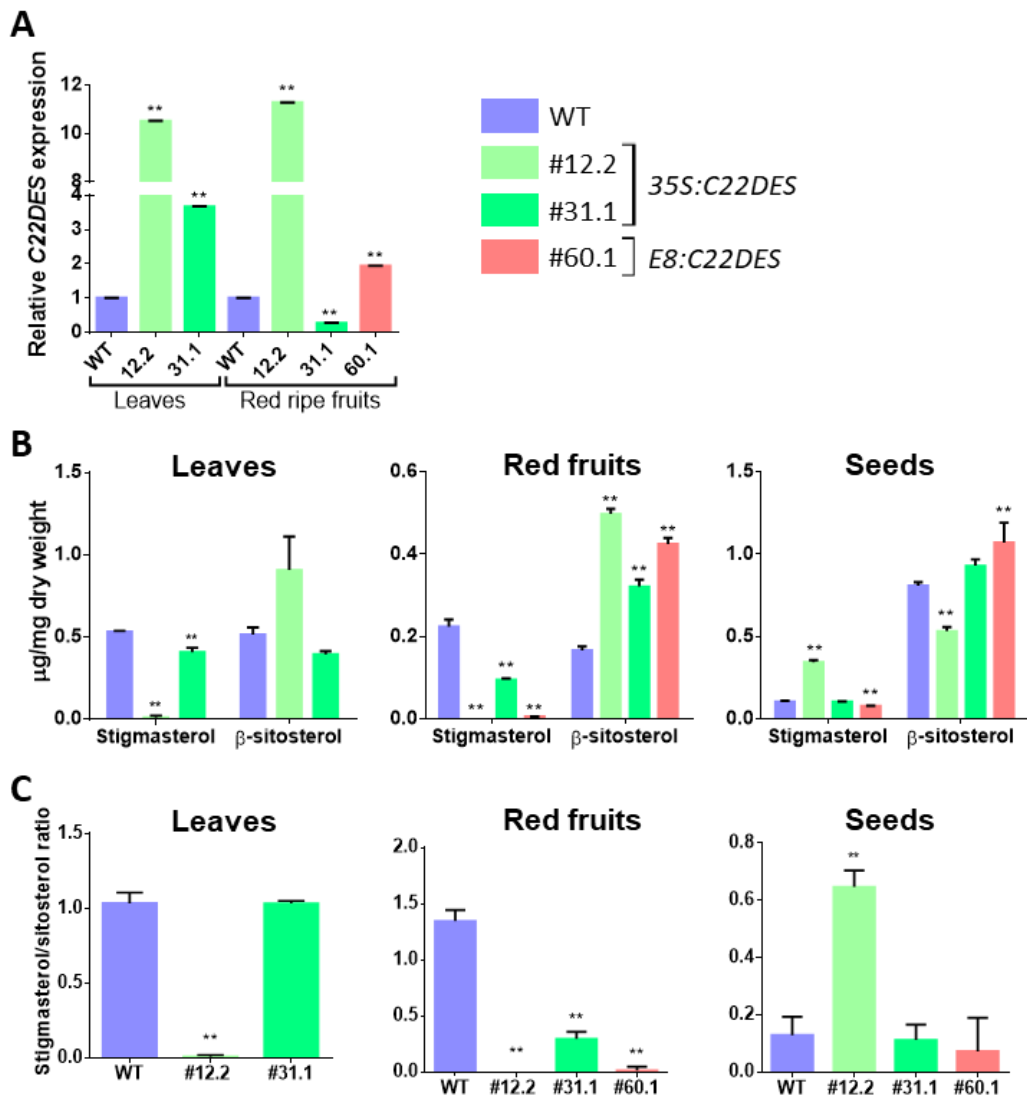 A
Relative C22DES expression
12
10
8
4
3
2
1
0
** ** ** ** **
WT 12.2 31.1 WT 12.2 31.1 60.1
Leaves Red ripe fruits
WT
#12.2
#31.1
35S:C22DES
#60.1
E8:C22DES
B
Leaves
µg/mg dry weight
1.5
1.0
0.5
0.0
** **
Stigmasterol β-sitosterol
Red fruits
0.6
0.4
0.2
0.0
** ** ** ** ** **
Stigmasterol β-sitosterol
Seeds
1.5
1.0
0.5
0.0
** ** ** **
Stigmasterol β-sitosterol
C
Leaves
Stigmasterol/sitosterol ratio
1.5
1.0
0.5
0.0
**
WT #12.2 #31.1
Red fruits
2.0
1.5
1.0
0.5
0.0
** ** **
WT #12.2 #31.1 #60.1
Seeds
0.8
0.6
0.4
0.2
0.0
**
WT #12.2 #31.1 #60.1